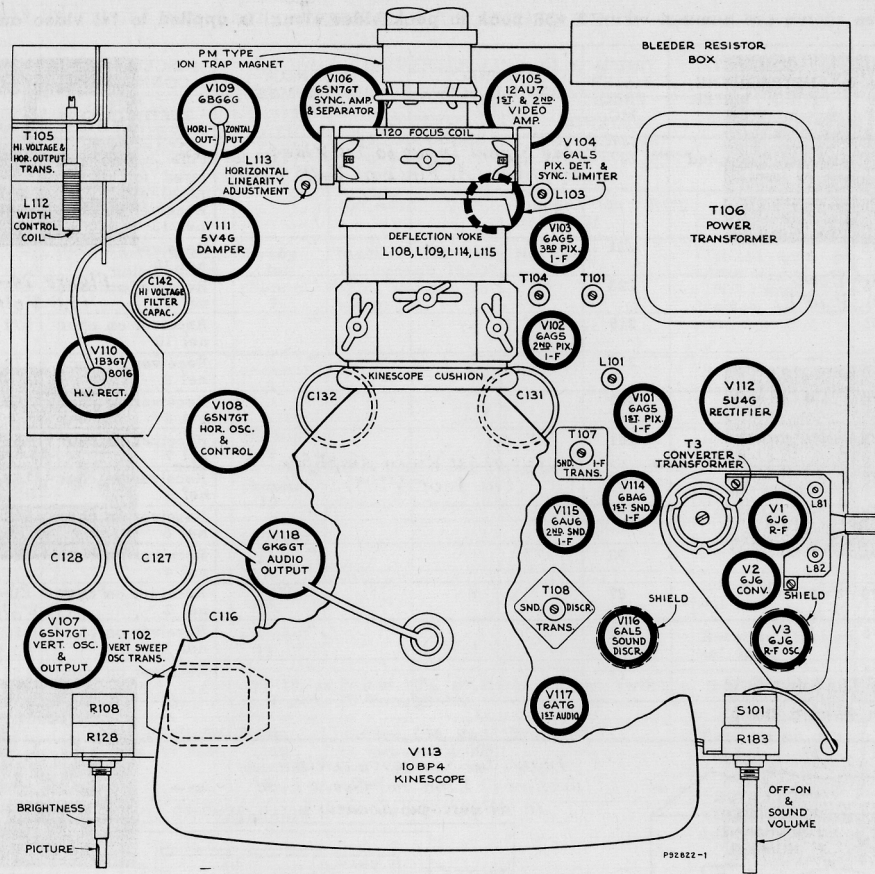 PM TYPE
ION TRAP MAGNET
BLEEDER RESISTOR
BOX
V109
6BG6G
HORI-ZONTAL
OUT-PUT
V106
6SN7GT
SYNC. AMP.
& SEPARATOR
V105
12AU7
1ST & 2ND
VIDEO
AMP.
T105
HI VOLTAGE &
HOR. OUTPUT
TRANS.
L120 FOCUS COIL
V104
6AL5
PIX. DET. &
SYNC. LIMITER
L113
HORIZONTAL
LINEARITY
ADJUSTMENT
L103
L112
WIDTH
CONTROL
COIL
T106
POWER
TRANSFORMER
V111
5V4G
DAMPER
DEFLECTION YOKE
L108, L109, L114, L115
V103
6AG5
3RD PIX.
I-F
C142
HI VOLTAGE
FILTER
CAPAC.
T104
T101
V102
6AG5
2ND PIX.
I-F
V110
1B3GT/
8016
H.V. RECT.
KINESCOPE CUSHION
L101
C132
C131
V101
6AG5
1ST PIX.
I-F
V112
5U4G
RECTIFIER
V108
6SN7GT
HOR. OSC.
&
CONTROL
T107
SND. I-F
TRANS.
T3
CONVERTER
TRANSFORMER
V114
6BA6
1ST SND.
I-F
V115
6AU6
2ND SND.
I-F
V1
6J6
R-F
L81
L82
C128
C127
V118
6K6GT
AUDIO
OUTPUT
V2
6J6
CONV.
T108
SND. DISCR.
TRANS.
SHIELD
SHIELD
C116
V107
6SN7GT
VERT. OSC.
&
OUTPUT
T102
VERT SWEEP
OSC TRANS.
V116
6AL5
SOUND
DISCR.
V3
6J6
R-F OSC.
V117
6AT6
1ST AUDIO
R108
R128
S101
R183
V113
10BP4
KINESCOPE
BRIGHTNESS
PICTURE
OFF-ON
&
SOUND
VOLUME
P92822-1